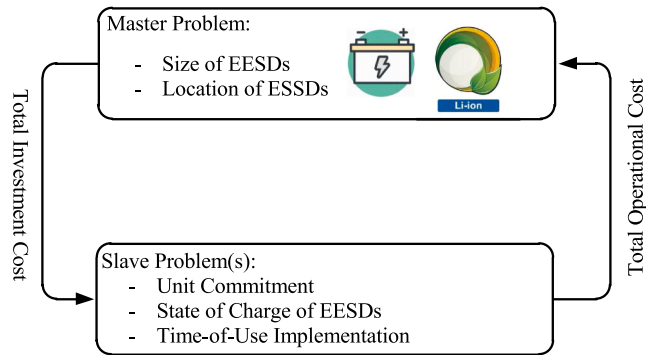 Master Problem:
- Size of EESDs
- Location of ESSDs
- +
Li-ion
Total Investment Cost
Total Operational Cost
Slave Problem(s):
- Unit Commitment
- State of Charge of EESDs
- Time-of-Use Implementation